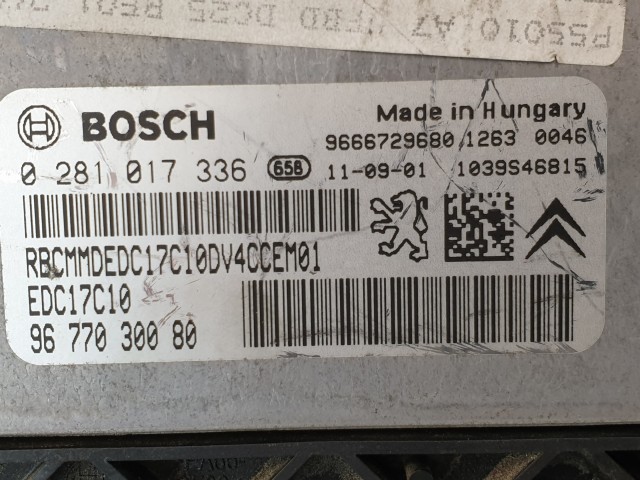 BOSCH
Made in Hungary
9666729680 1263 0046
0 281 017 336 658 11-09-01 1039S46815
RBCMMDEDC17C10DV4CCEM01
EDC17C10
96 770 300 80